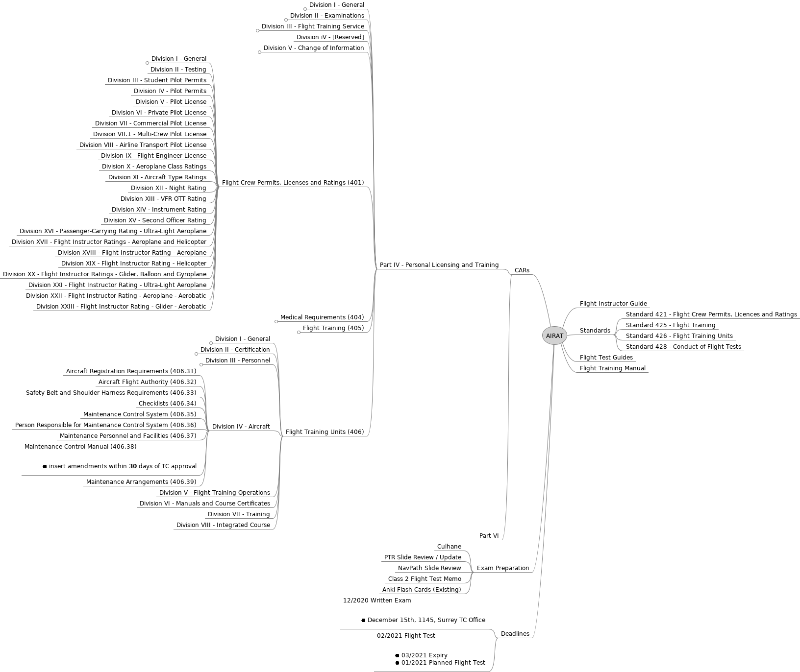 Division I - General
Division II - Examinations
Division III - Flight Training Service
Division IV - [Reserved]
Division V - Change of Information
Division I - General
Division II - Testing
Division III - Student Pilot Permits
Division IV - Pilot Permits
Division V - Pilot License
Division VI - Private Pilot License
Division VII - Commercial Pilot License
Division VII.1 - Multi-Crew Pilot License
Division VIII - Airline Transport Pilot License
Division IX - Flight Engineer License
Division X - Aeroplane Class Ratings
Division XI - Aircraft Type Ratings
Division XII - Night Rating
Division XIII - VFR OTT Rating
Division XIV - Instrument Rating
Division XV - Second Officer Rating
Division XVI - Passenger-Carrying Rating - Ultra-Light Aeroplane
Division XVII - Flight Instructor Ratings - Aeroplane and Helicopter
Division XVIII - Flight Instructor Rating - Aeroplane
Division XIX - Flight Instructor Rating - Helicopter
Division XX - Flight Instructor Ratings - Glider, Balloon and Gyroplane
Division XXI - Flight Instructor Rating - Ultra-Light Aeroplane
Division XXII - Flight Instructor Rating - Aeroplane - Aerobatic
Division XXIII - Flight Instructor Rating - Glider - Aerobatic
Flight Crew Permits, Licenses and Ratings (401)
Medical Requirements (404)
Flight Training (405)
Division I - General
Division II - Certification
Division III - Personnel
Aircraft Registration Requirements (406.31)
Aircraft Flight Authority (406.32)
Safety Belt and Shoulder Harness Requirements (406.33)
Checklists (406.34)
Maintenance Control System (406.35)
Person Responsible for Maintenance Control System (406.36)
Maintenance Personnel and Facilities (406.37)
Maintenance Control Manual (406.38)
insert amendments within 30 days of TC approval
Maintenance Arrangements (406.39)
Division IV - Aircraft
Division V - Flight Training Operations
Division VI - Manuals and Course Certificates
Division VII - Training
Division VIII - Integrated Course
Flight Training Units (406)
Part IV - Personal Licensing and Training
Part VI
CARs
Culhane
PTR Slide Review / Update
NavPath Slide Review
Class 2 Flight Test Memo
Anki Flash Cards (Existing)
Exam Preparation
12/2020 Written Exam
December 15th, 1145, Surrey TC Office
02/2021 Flight Test
03/2021 Expiry
01/2021 Planned Flight Test
Deadlines
AIRAT
Flight Instructor Guide
Standards
Standard 421 - Flight Crew Permits, Licences and Ratings
Standard 425 - Flight Training
Standard 426 - Flight Training Units
Standard 428 - Conduct of Flight Tests
Flight Test Guides
Flight Training Manual